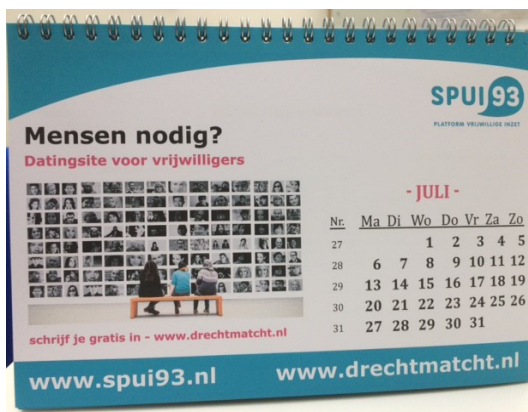 SPUI 93
PLATFORM VRIJWILLIGE INZET
Mensen nodig?
Datingsite voor vrijwilligers
- JULI -
Nr. Ma Di Wo Do Vr Za Zo
27 1 2 3 4 5
28 6 7 8 9 10 11 12
29 13 14 15 16 17 18 19
30 20 21 22 23 24 25 26
31 27 28 29 30 31
schrijf je gratis in - www.drechtmatcht.nl
www.spui93.nl www.drechtmatcht.nl